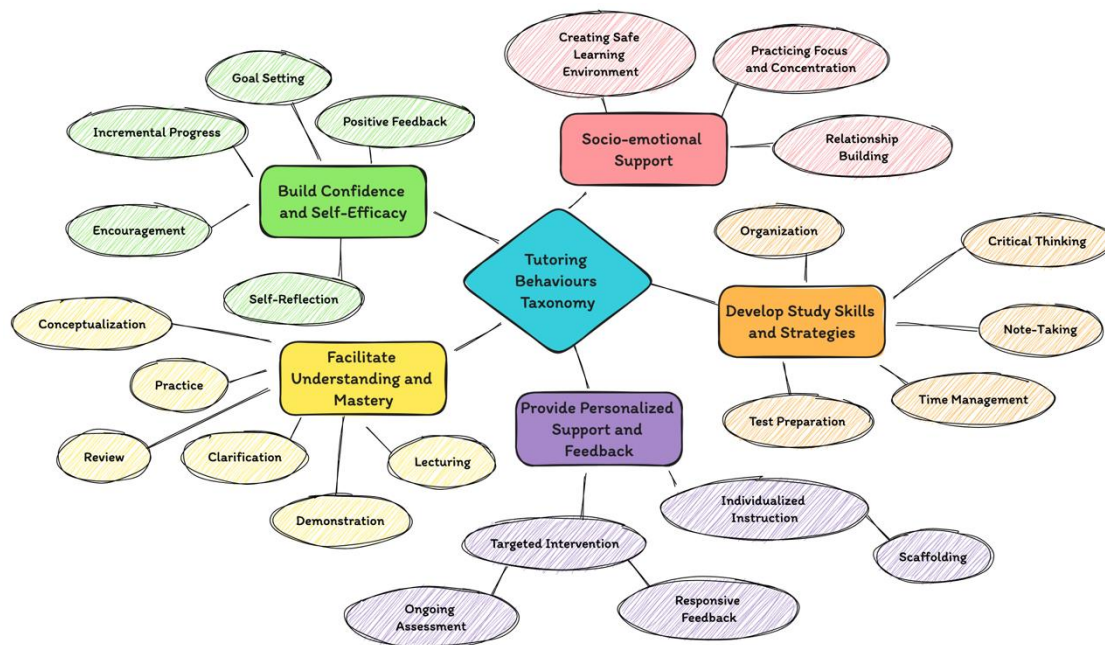 Creating Safe
Learning
Environment
Practicing Focus
and Concentration
Goal Setting
Positive Feedback
Incremental Progress
Socio-emotional
Support
Relationship
Building
Build Confidence
and Self-Efficacy
Encouragement
Self-Reflection
Organization
Critical Thinking
Tutoring
Behaviours
Taxonomy
Develop Study Skills
and Strategies
Note-Taking
Time Management
Test Preparation
Conceptualization
Facilitate
Understanding and
Mastery
Practice
Review
Clarification
Lecturing
Demonstration
Provide Personalized
Support and
Feedback
Individualized
Instruction
Scaffolding
Targeted Intervention
Ongoing
Assessment
Responsive
Feedback